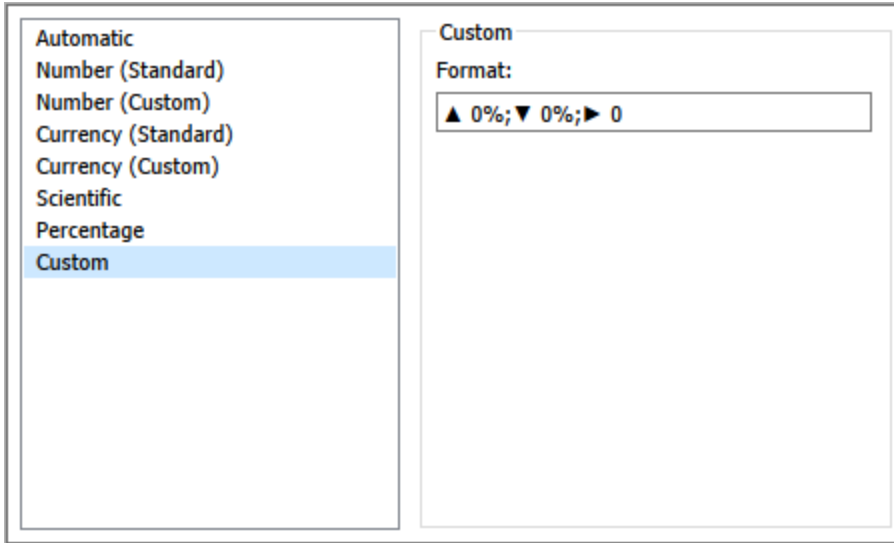 Automatic
Number (Standard)
Number (Custom)
Currency (Standard)
Currency (Custom)
Scientific
Percentage
Custom
Custom
Format:
▲ 0%;▼ 0%;► 0